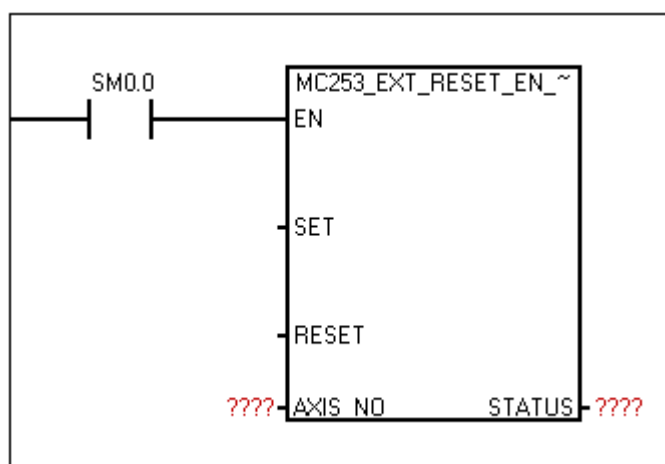 SM0.0
MC253_EXT_RESET_EN_~
EN
SET
RESET
???? AXIS_NO STATUS ????